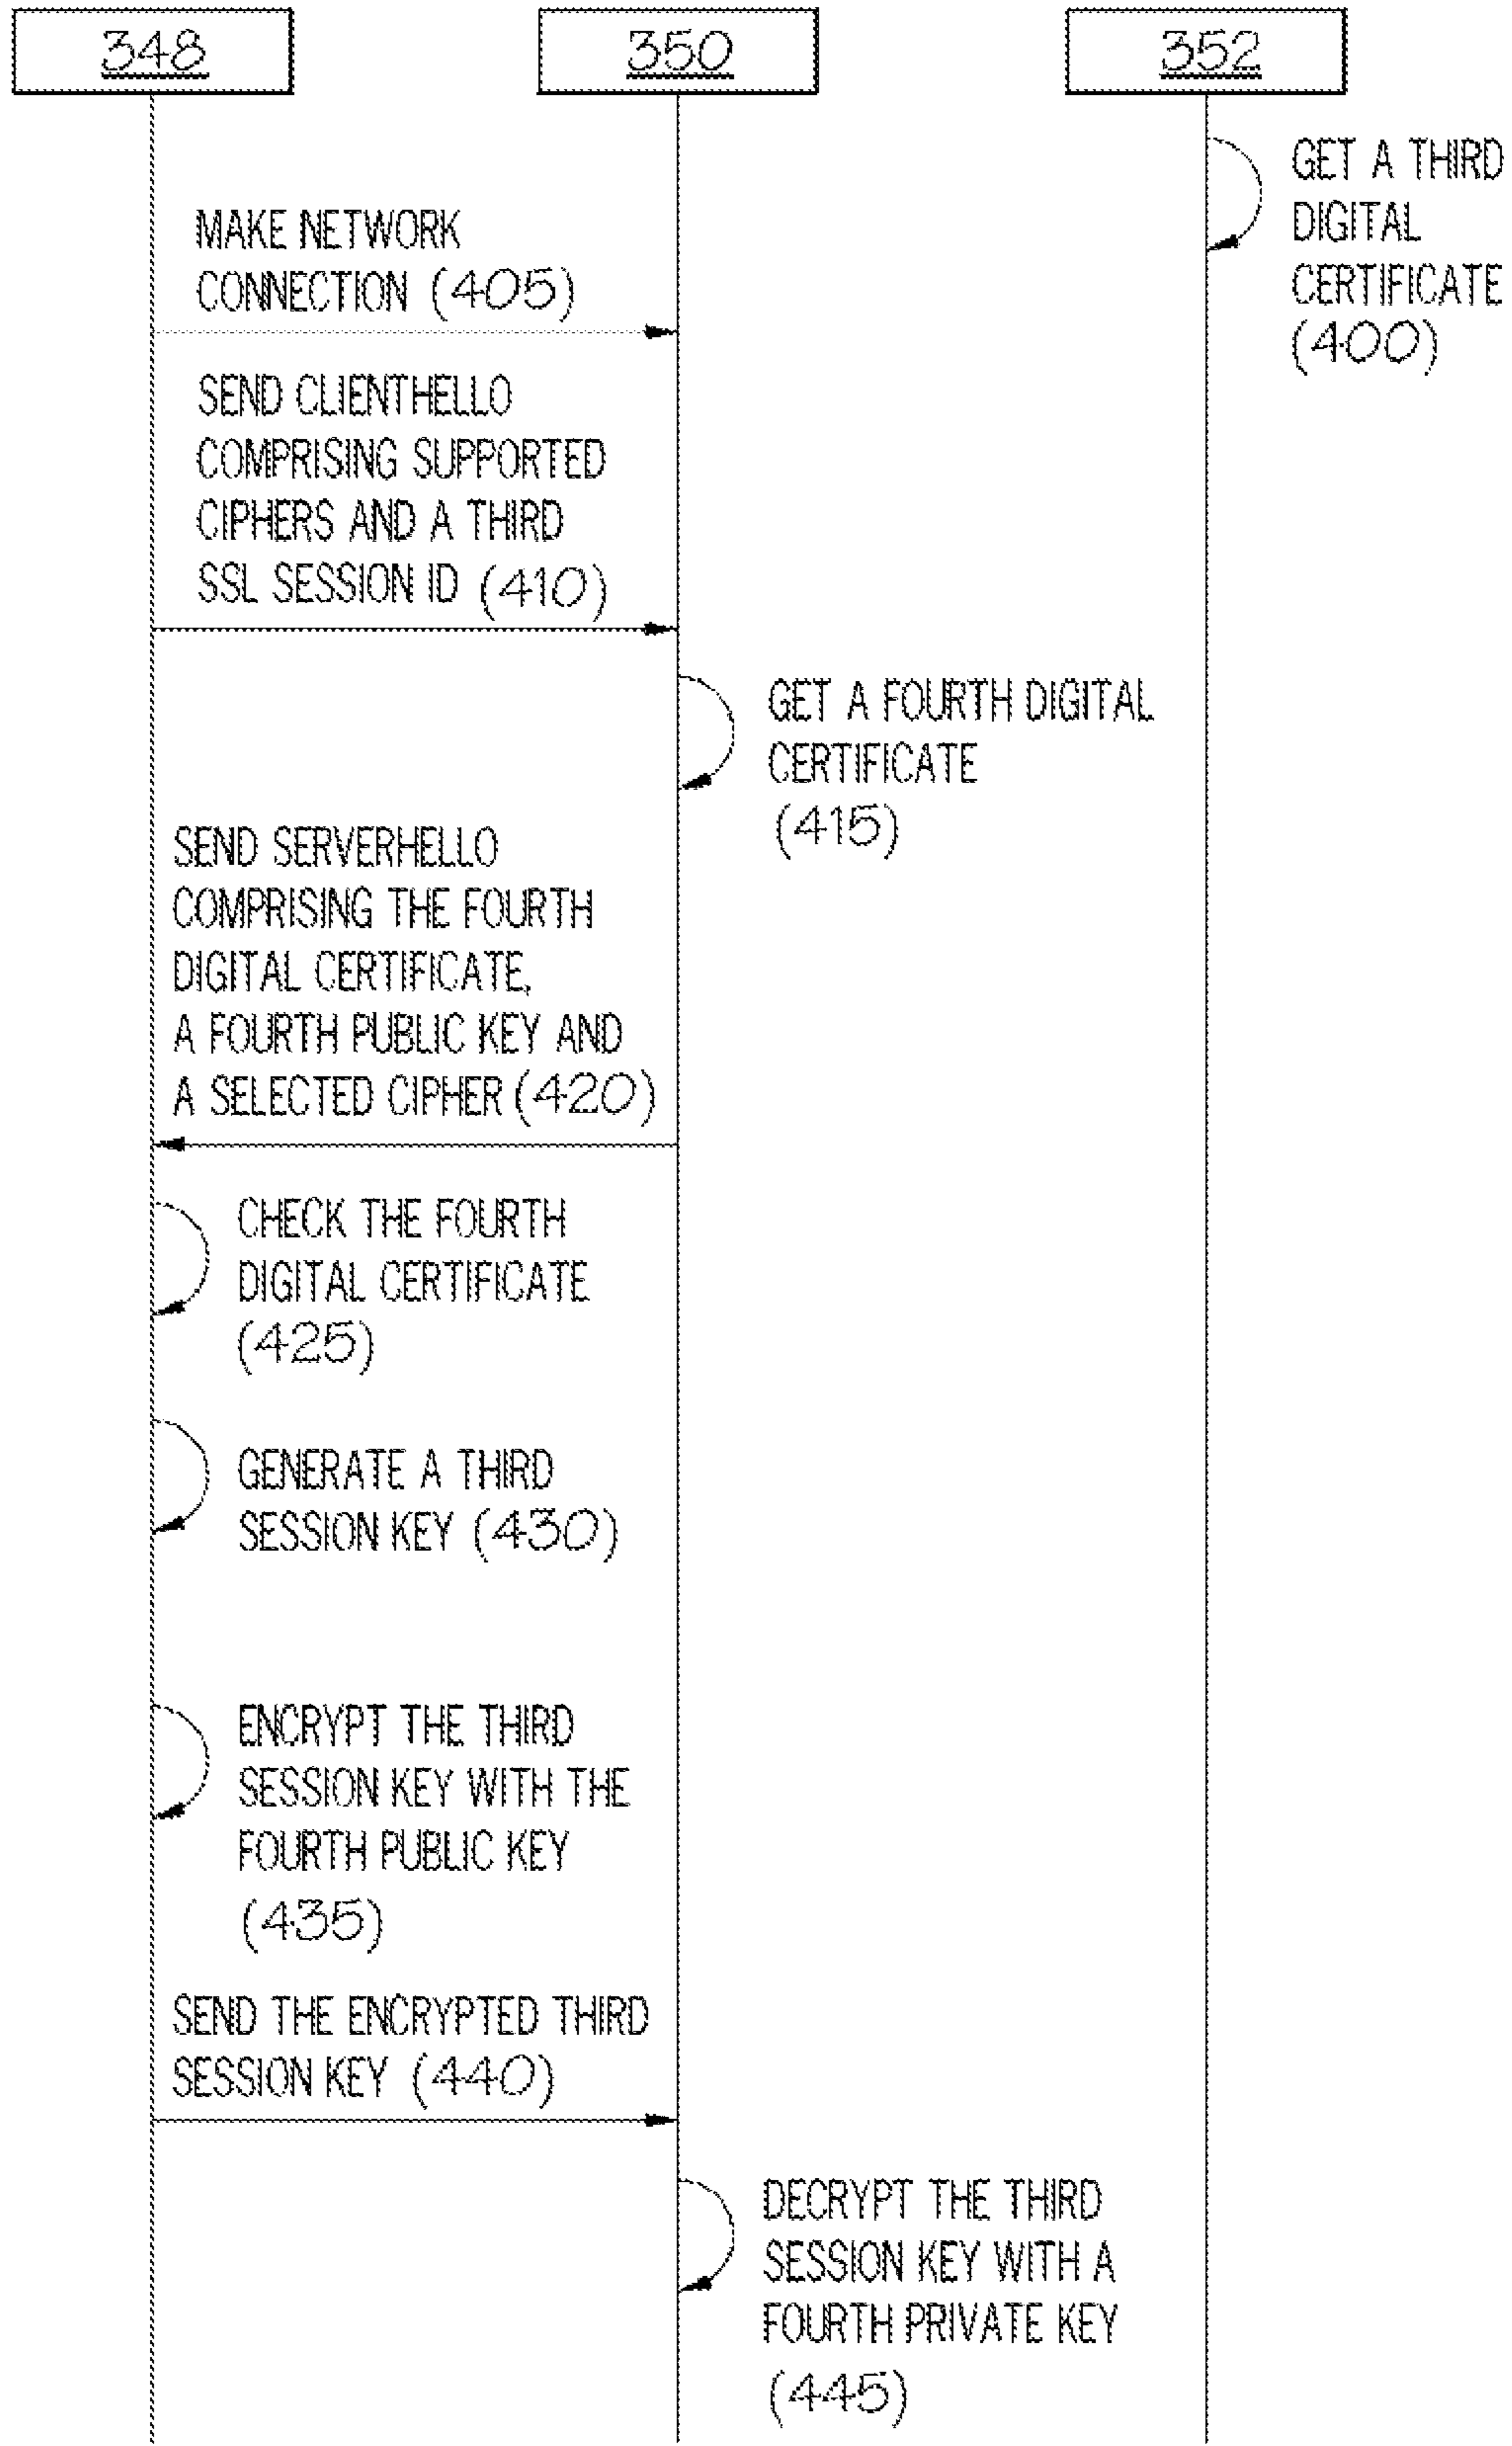 348
350
352
GET A THIRD
DIGITAL
CERTIFICATE
(400)
MAKE NETWORK
CONNECTION (405)
SEND CLIENTHELLO
COMPRISING SUPPORTED
CIPHERS AND A THIRD
SSL SESSION ID (410)
GET A FOURTH DIGITAL
CERTIFICATE
(415)
SEND SERVERHELLO
COMPRISING THE FOURTH
DIGITAL CERTIFICATE,
A FOURTH PUBLIC KEY AND
A SELECTED CIPHER (420)
CHECK THE FOURTH
DIGITAL CERTIFICATE
(425)
GENERATE A THIRD
SESSION KEY (430)
ENCRYPT THE THIRD
SESSION KEY WITH THE
FOURTH PUBLIC KEY
(435)
SEND THE ENCRYPTED THIRD
SESSION KEY (440)
DECRYPT THE THIRD
SESSION KEY WITH A
FOURTH PRIVATE KEY
(445)